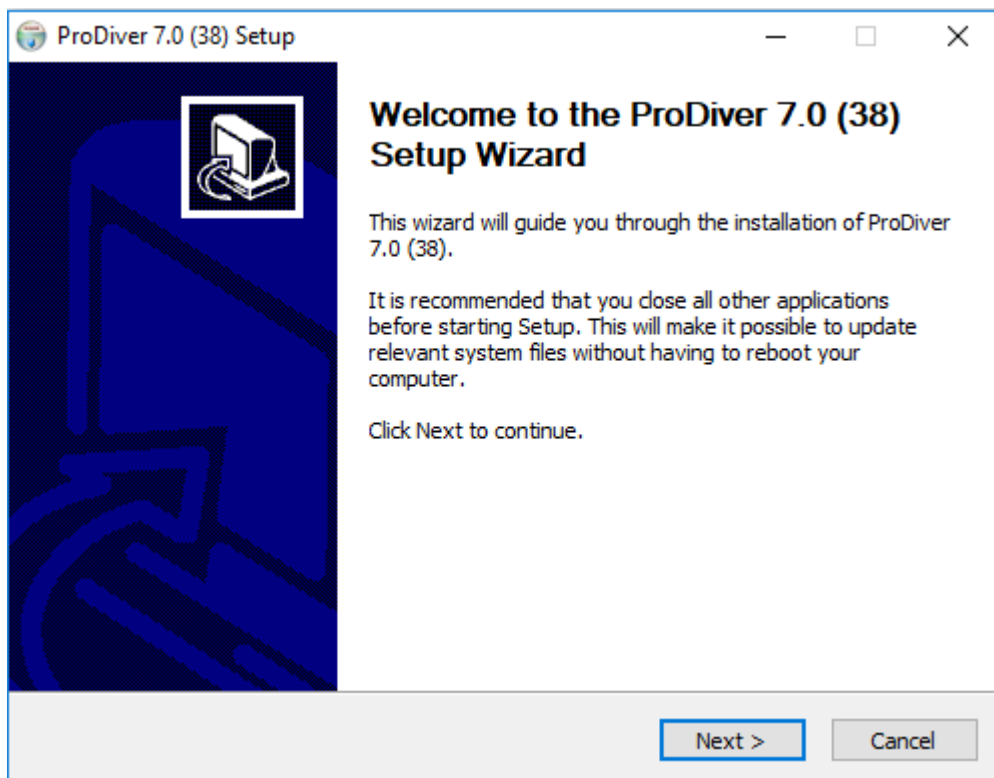 ProDiver 7.0 (38) Setup
Welcome to the ProDiver 7.0 (38)
Setup Wizard
This wizard will guide you through the installation of ProDiver
7.0 (38).
It is recommended that you close all other applications
before starting Setup. This will make it possible to update
relevant system files without having to reboot your
computer.
Click Next to continue.
Next >
Cancel